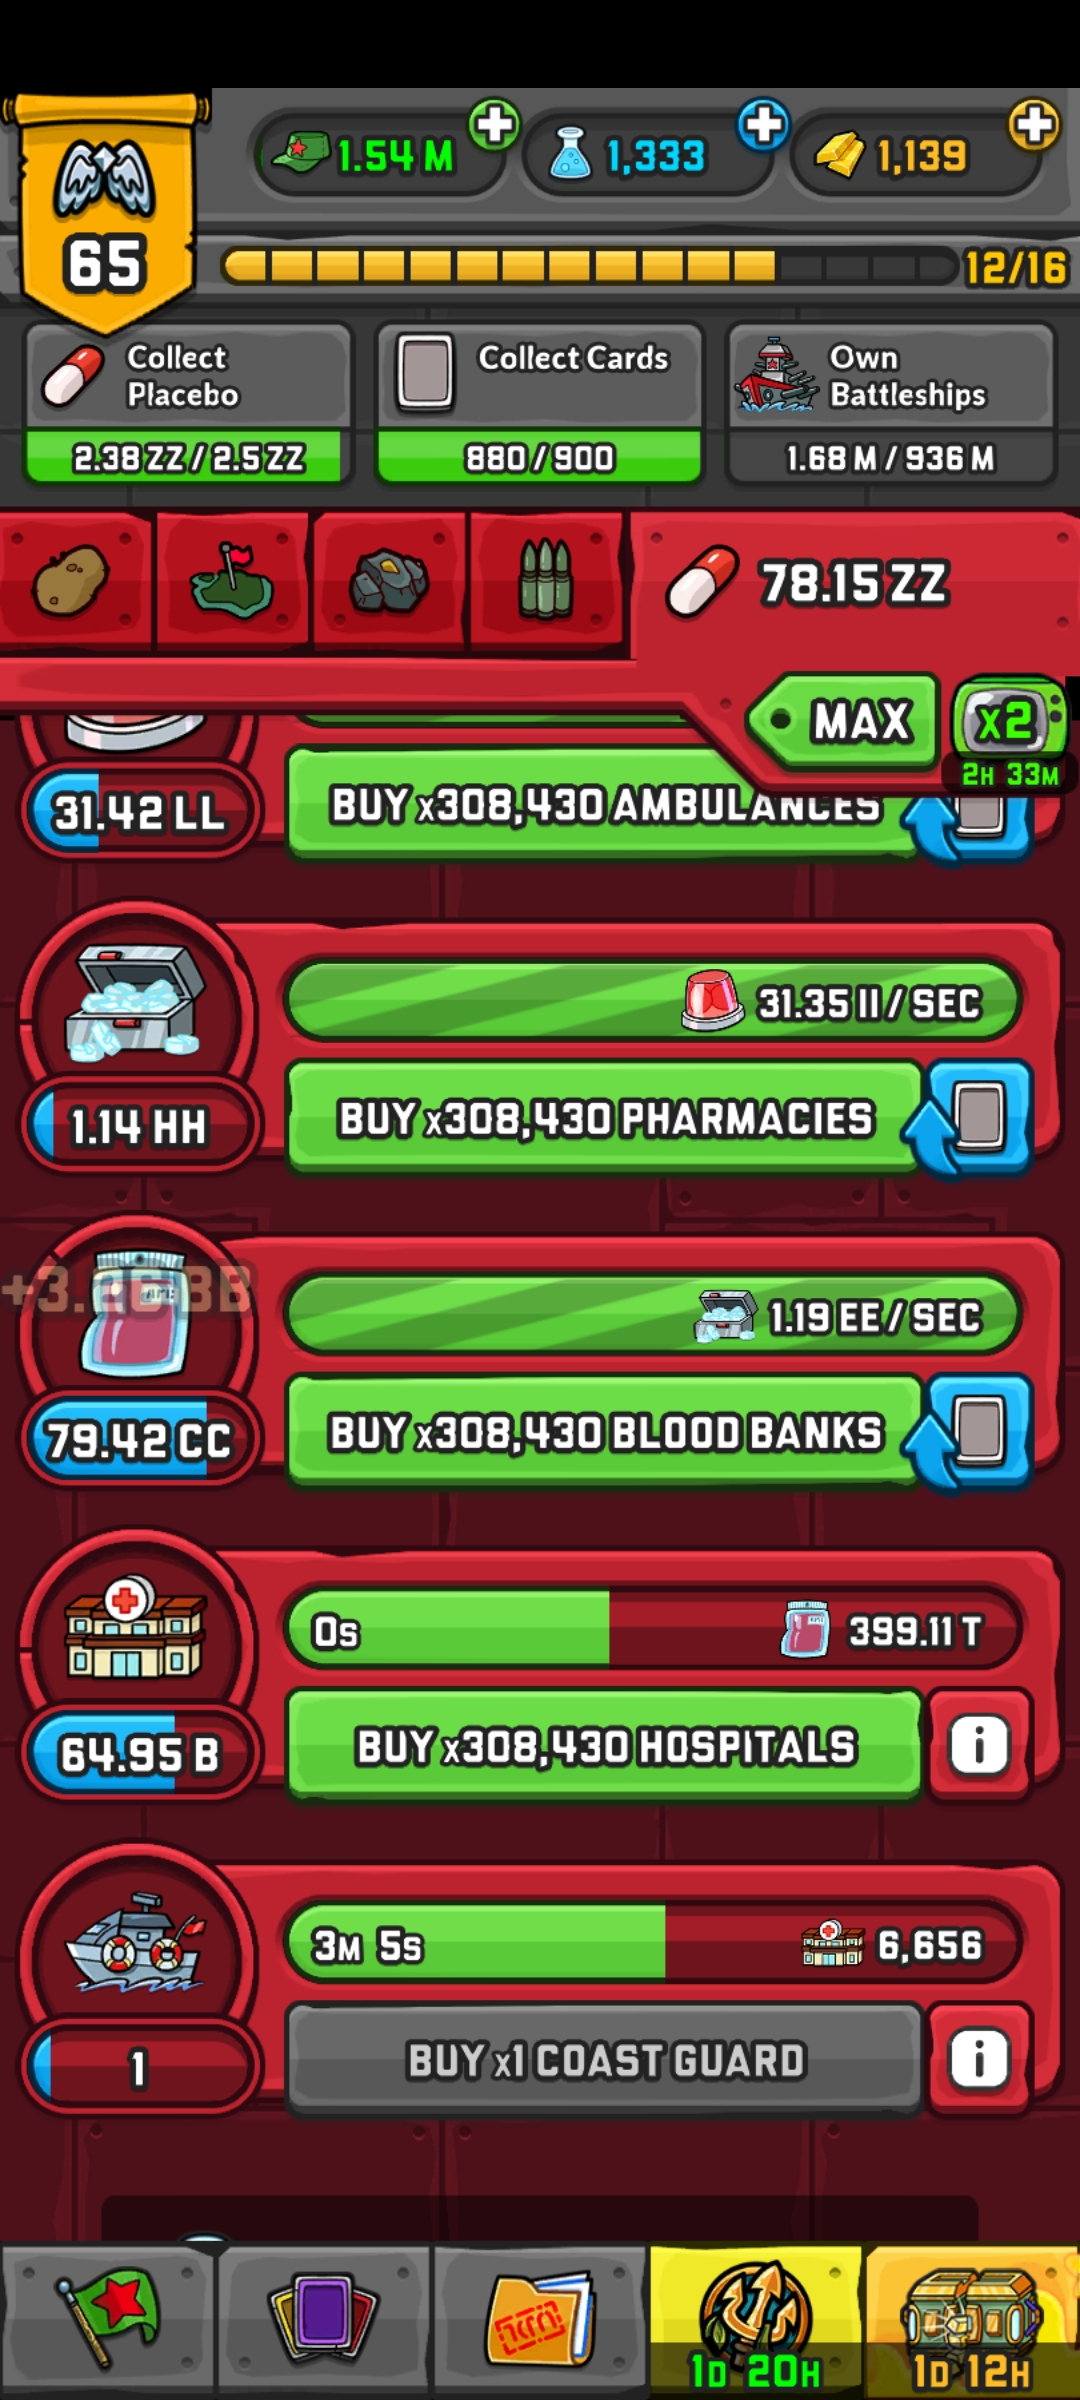 1.54 M
1,333
1,139
65
12/16
Collect
Placebo
2.38 ZZ / 2.5 ZZ
Collect Cards
880 / 900
Own
Battleships
1.68 M / 936 M
78.15 ZZ
MAX
x2
2H 33M
31.42 LL
BUY x308,430 AMBULANCES
31.35 II / SEC
1.14 HH
BUY x308,430 PHARMACIES
1.19 EE / SEC
79.42 CC
BUY x308,430 BLOOD BANKS
0S
399.11 T
64.95 B
BUY x308,430 HOSPITALS
3M 5S
6,656
1
BUY x1 COAST GUARD
1D 20H
1D 12H